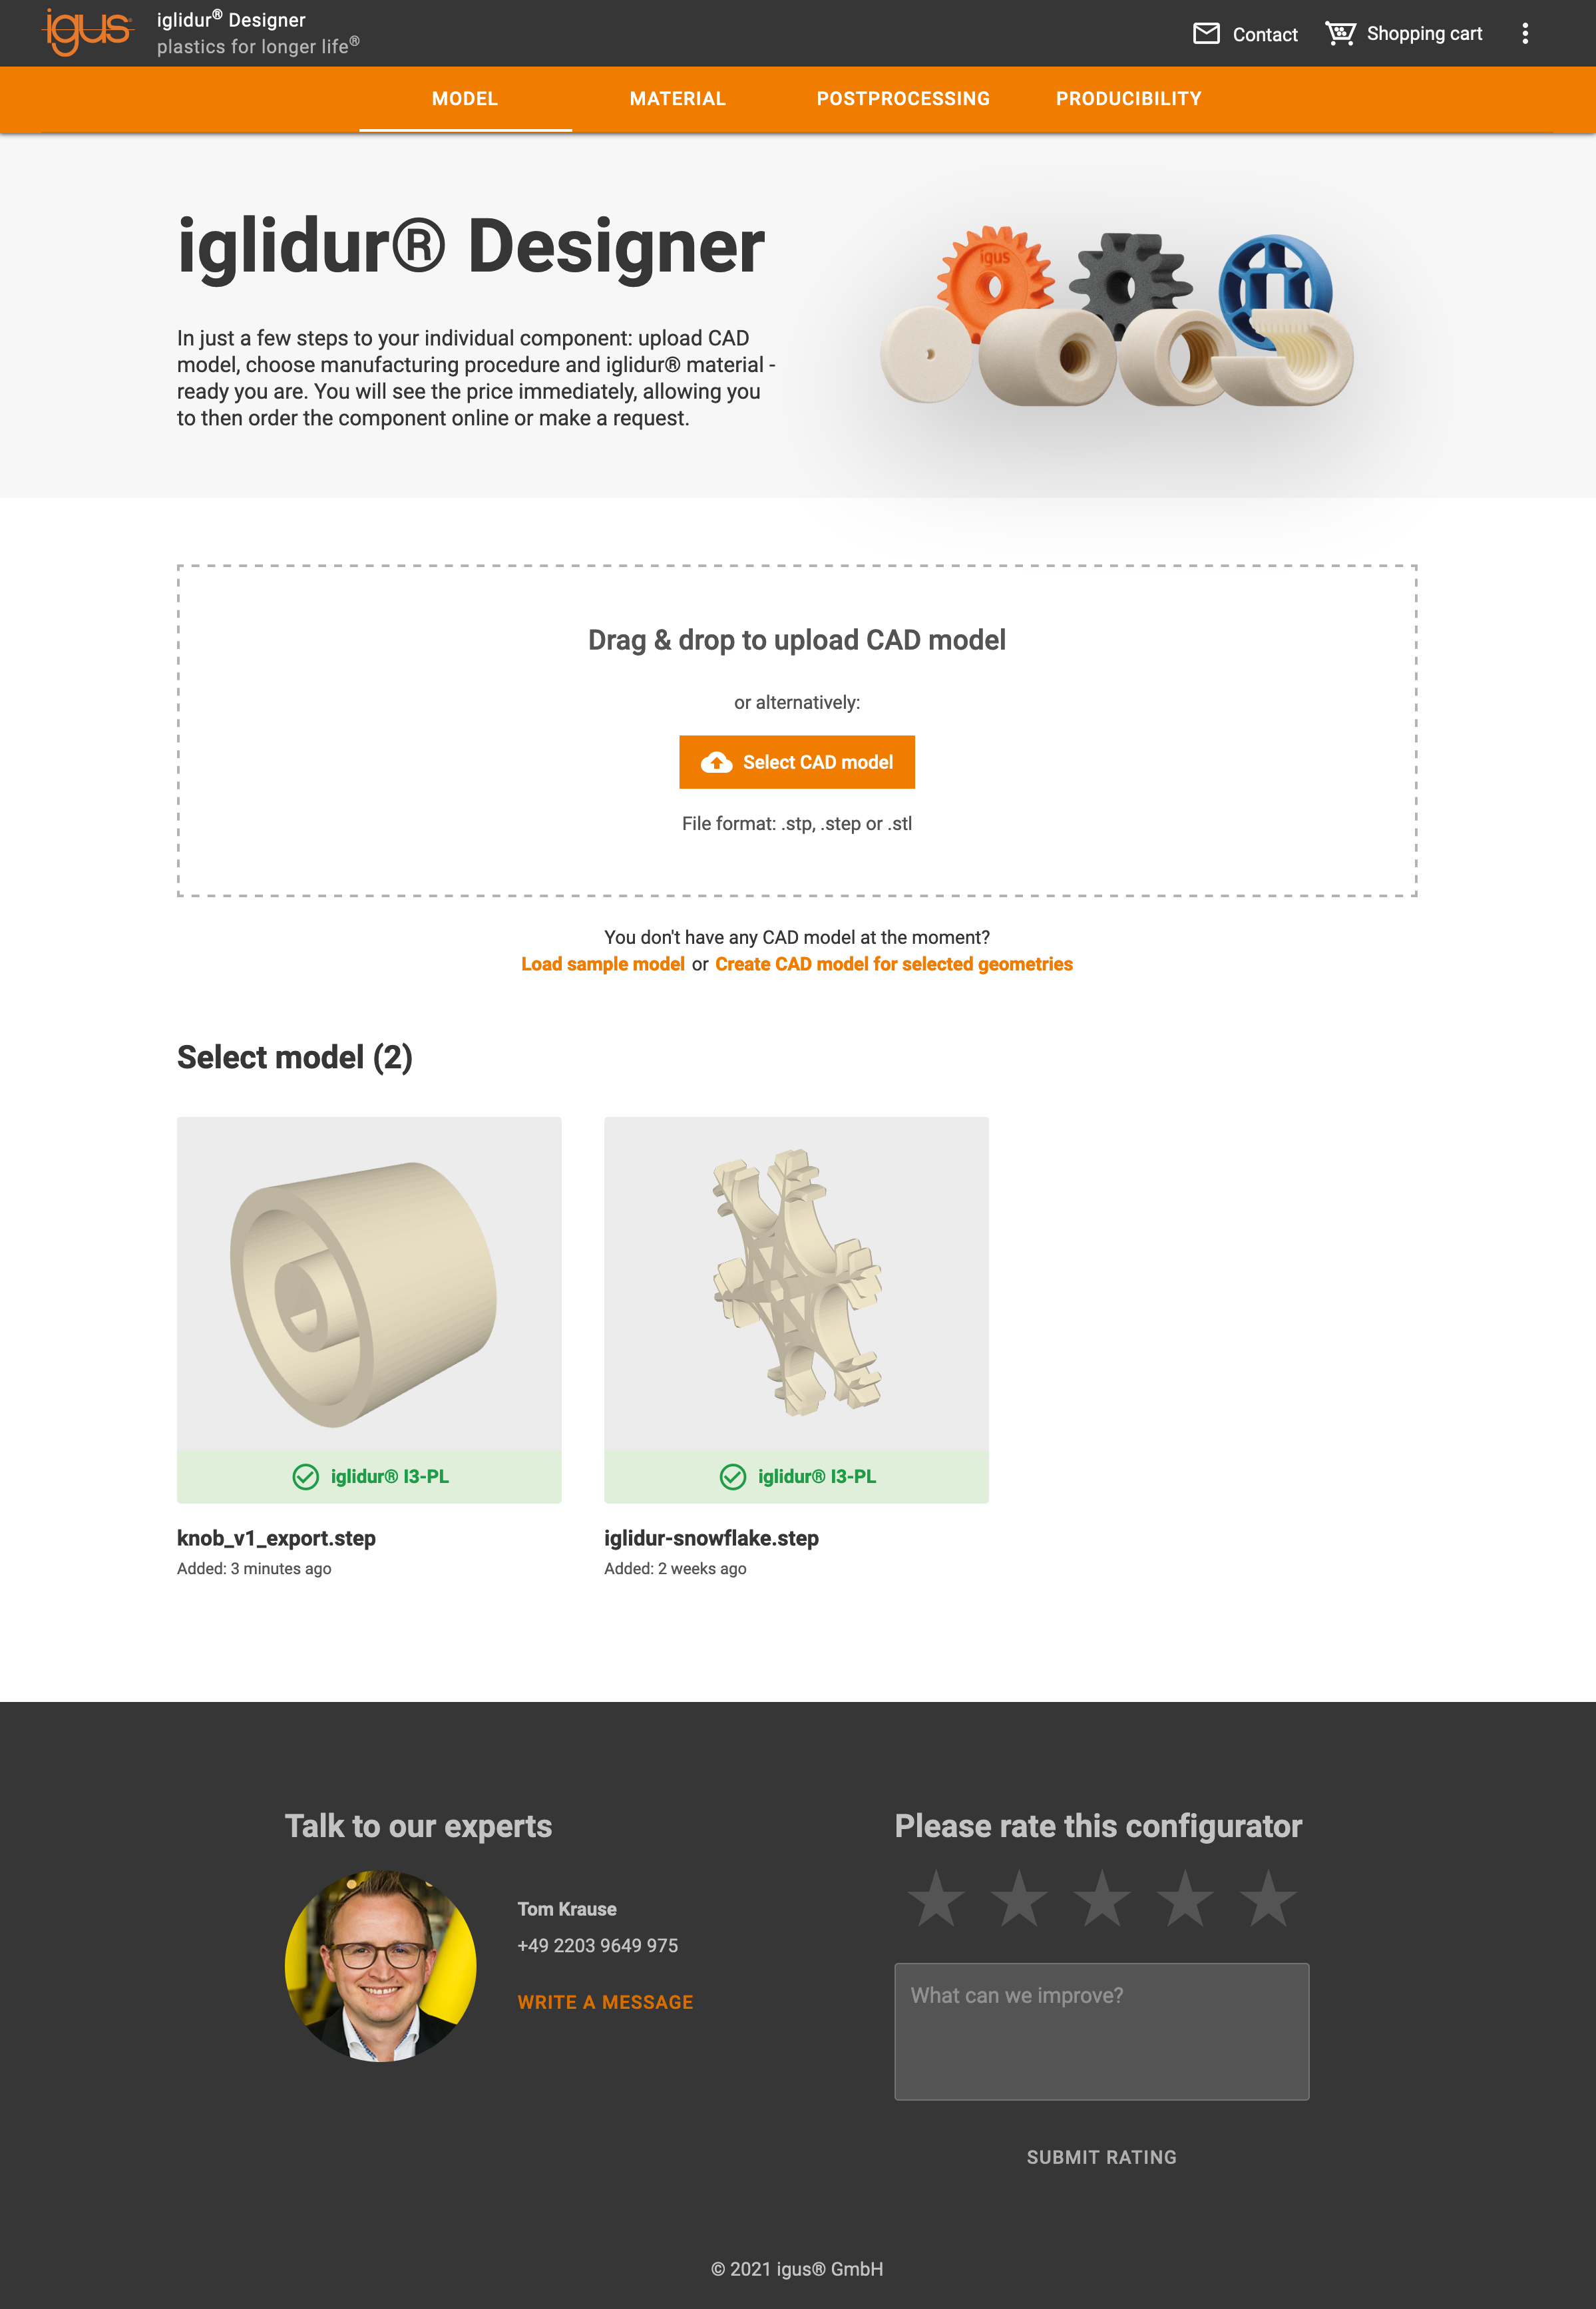 igus®
iglidur® Designer
plastics for longer life®
Contact
Shopping cart
MODEL
MATERIAL
POSTPROCESSING
PRODUCIBILITY
iglidur® Designer
In just a few steps to your individual component: upload CAD
model, choose manufacturing procedure and iglidur® material -
ready you are. You will see the price immediately, allowing you
to then order the component online or make a request.
igus
Drag & drop to upload CAD model
or alternatively:
Select CAD model
File format: .stp, .step or .stl
You don't have any CAD model at the moment?
Load sample model or Create CAD model for selected geometries
Select model (2)
iglidur® I3-PL
knob_v1_export.step
Added: 3 minutes ago
iglidur® I3-PL
iglidur-snowflake.step
Added: 2 weeks ago
Talk to our experts
Tom Krause
+49 2203 9649 975
WRITE A MESSAGE
Please rate this configurator
What can we improve?
SUBMIT RATING
© 2021 igus® GmbH